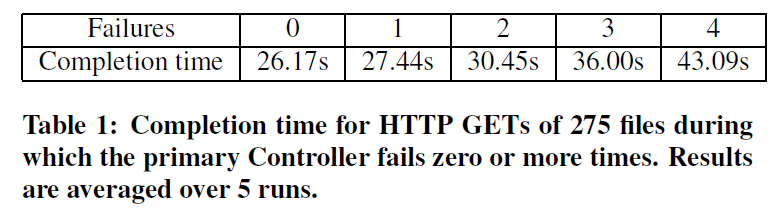 Failures 0 1 2 3 4
Completion time 26.17s 27.44s 30.45s 36.00s 43.09s
Table 1: Completion time for HTTP GETs of 275 files during
which the primary Controller fails zero or more times. Results
are averaged over 5 runs.